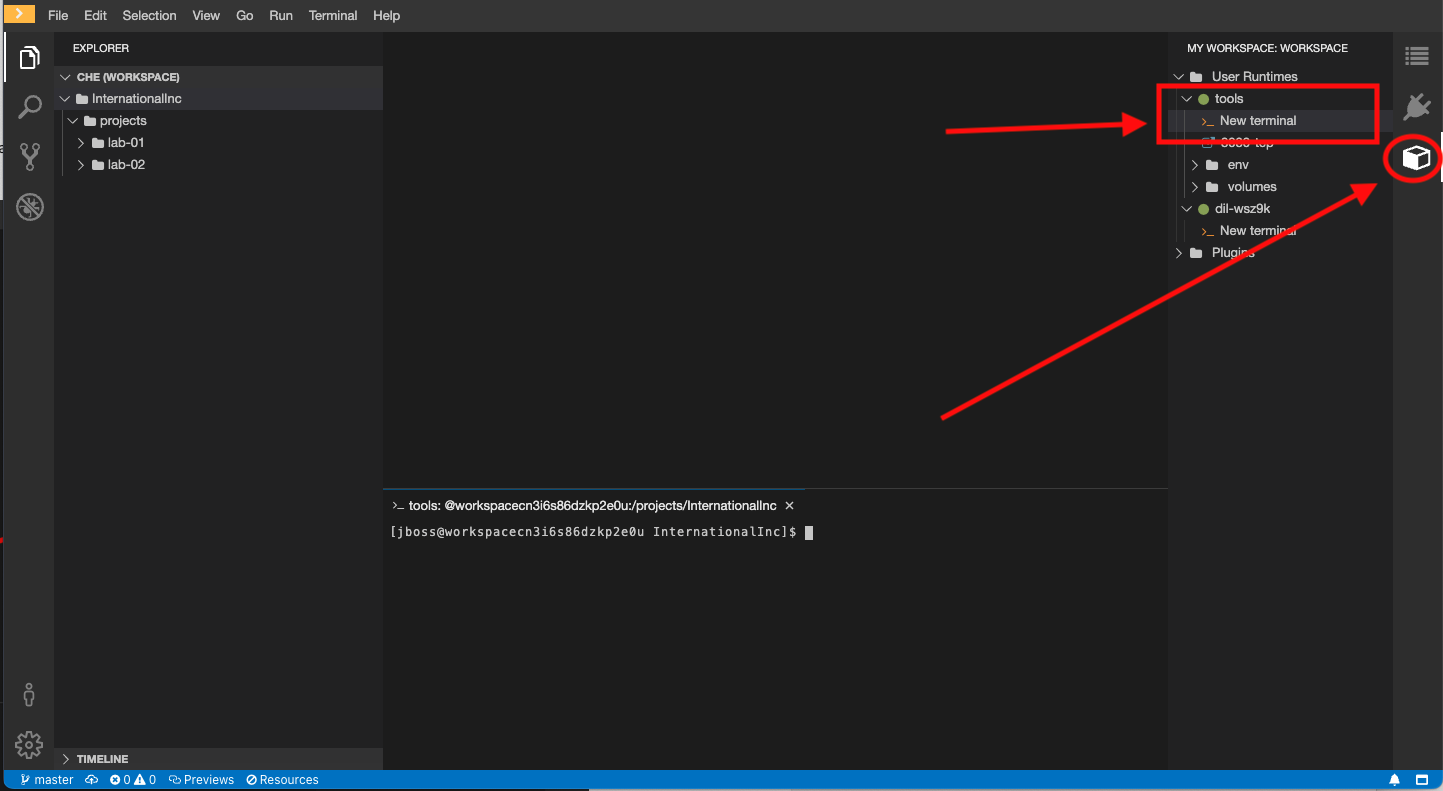 File Edit Selection View Go Run Terminal Help
EXPLORER
CHE (WORKSPACE)
InternationalInc
projects
lab-01
lab-02
TIMELINE
>_ tools: @workspacecn3i6s86dzkp2e0u:/projects/InternationalInc ×
[jboss@workspacecn3i6s86dzkp2e0u InternationalInc]$
MY WORKSPACE: WORKSPACE
User Runtimes
tools
>_ New terminal
env
volumes
dil-wsz9k
>_ New terminal
Plugins
master 0 0 Previews Resources